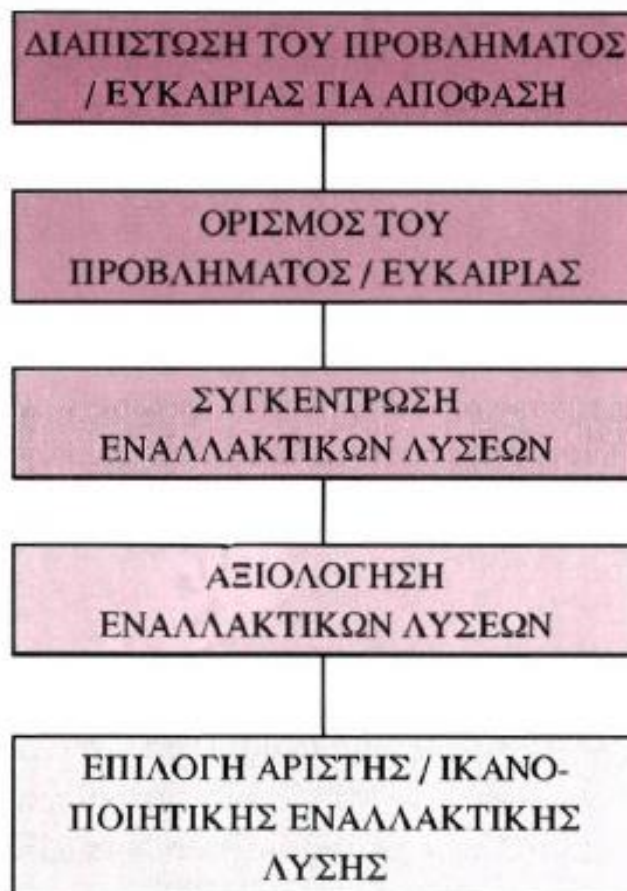 ΔΙΑΠΙΣΤΩΣΗ ΤΟΥ ΠΡΟΒΛΗΜΑΤΟΣ
/ ΕΥΚΑΙΡΙΑΣ ΓΙΑ ΑΠΟΦΑΣΗ
ΟΡΙΣΜΟΣ ΤΟΥ
ΠΡΟΒΛΗΜΑΤΟΣ / ΕΥΚΑΙΡΙΑΣ
ΣΥΓΚΕΝΤΡΩΣΗ
ΕΝΑΛΛΑΚΤΙΚΩΝ ΛΥΣΕΩΝ
ΑΞΙΟΛΟΓΗΣΗ
ΕΝΑΛΛΑΚΤΙΚΩΝ ΛΥΣΕΩΝ
ΕΠΙΛΟΓΗ ΑΡΙΣΤΗΣ / ΙΚΑΝΟ-
ΠΟΙΗΤΙΚΗΣ ΕΝΑΛΛΑΚΤΙΚΗΣ
ΛΥΣΗΣ